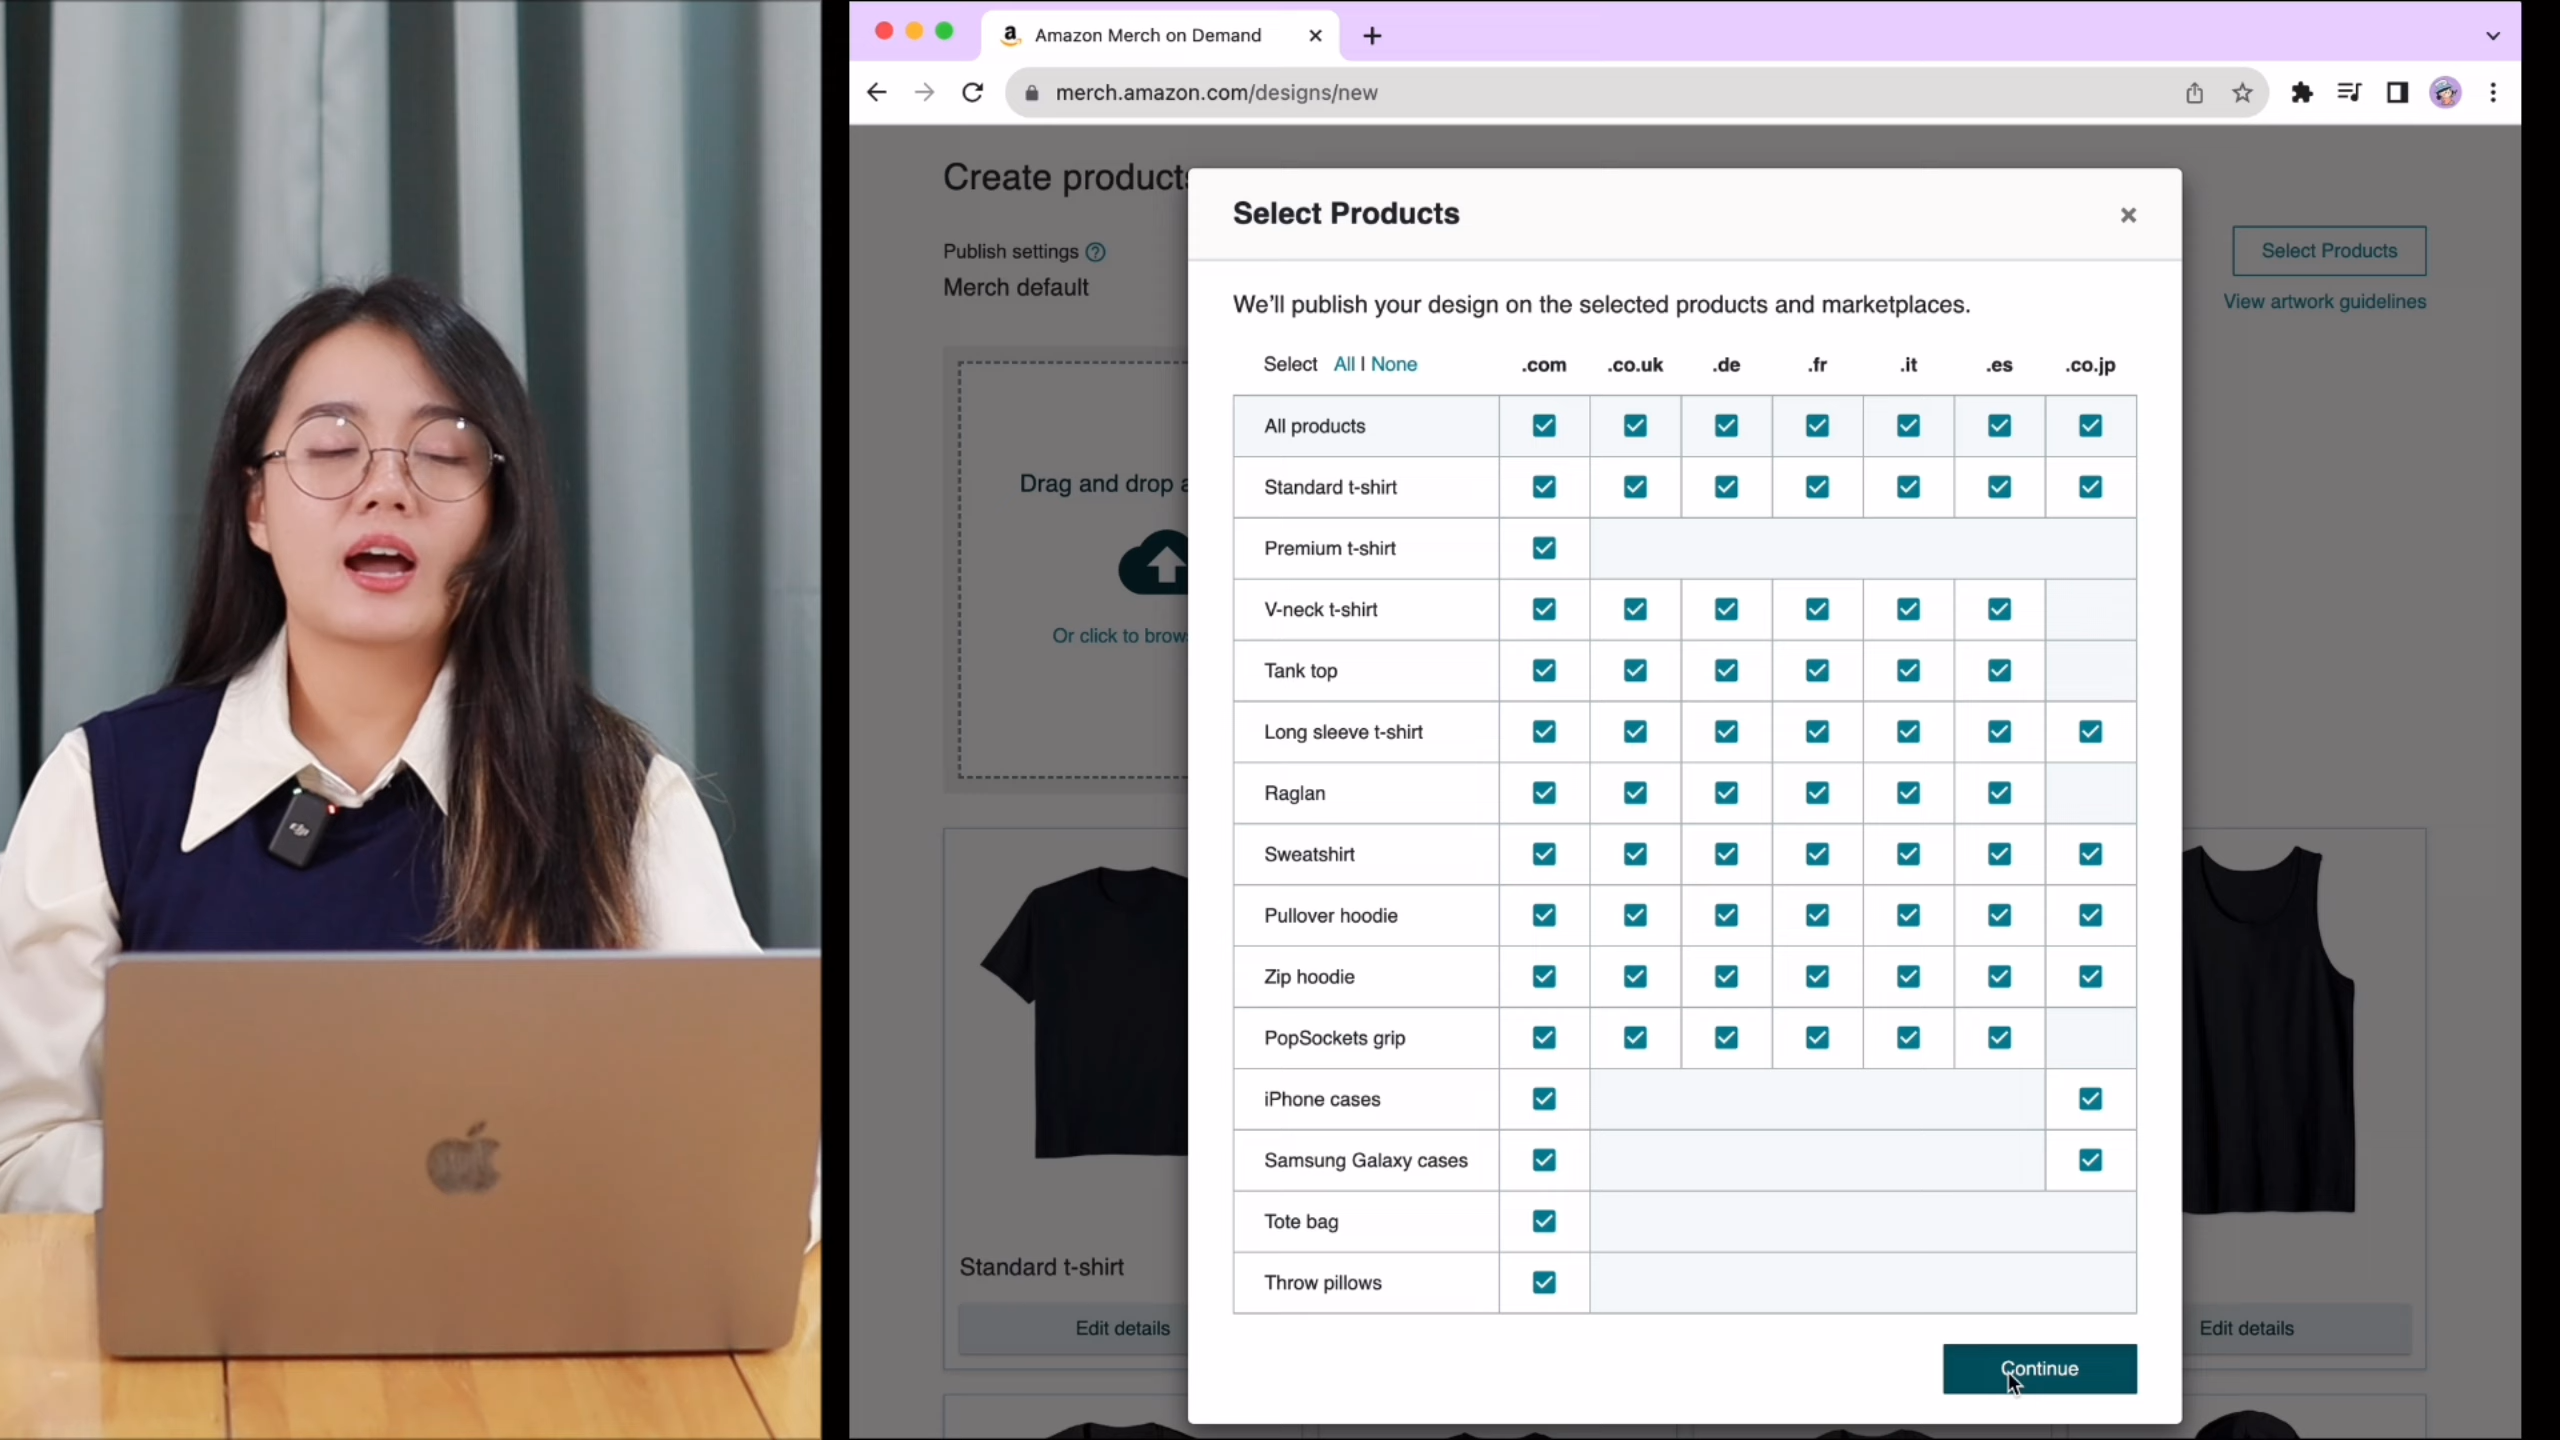 Amazon Merch on Demand
merch.amazon.com/designs/new
Create products
Publish settings
Merch default
Select Products
View artwork guidelines
Drag and drop
Or click to brow
Standard t-shirt
Edit details
Edit details
Select Products
We'll publish your design on the selected products and marketplaces.
Select All | None .com .co.uk .de .fr .it .es .co.jp
All products
Standard t-shirt
Premium t-shirt
V-neck t-shirt
Tank top
Long sleeve t-shirt
Raglan
Sweatshirt
Pullover hoodie
Zip hoodie
PopSockets grip
iPhone cases
Samsung Galaxy cases
Tote bag
Throw pillows
Continue
dji